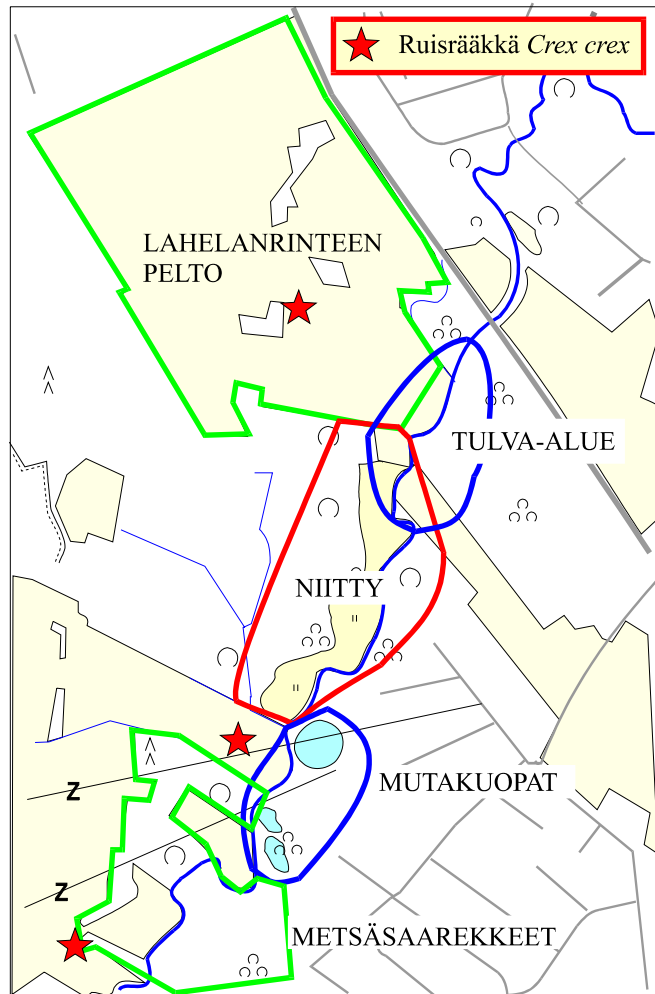 Ruisrääkkä Crex crex
LAHELANRINTEEN
PELTO
TULVA-ALUE
NIITTY
MUTAKUOPAT
Z
Z
METSÄSAAREKKEET